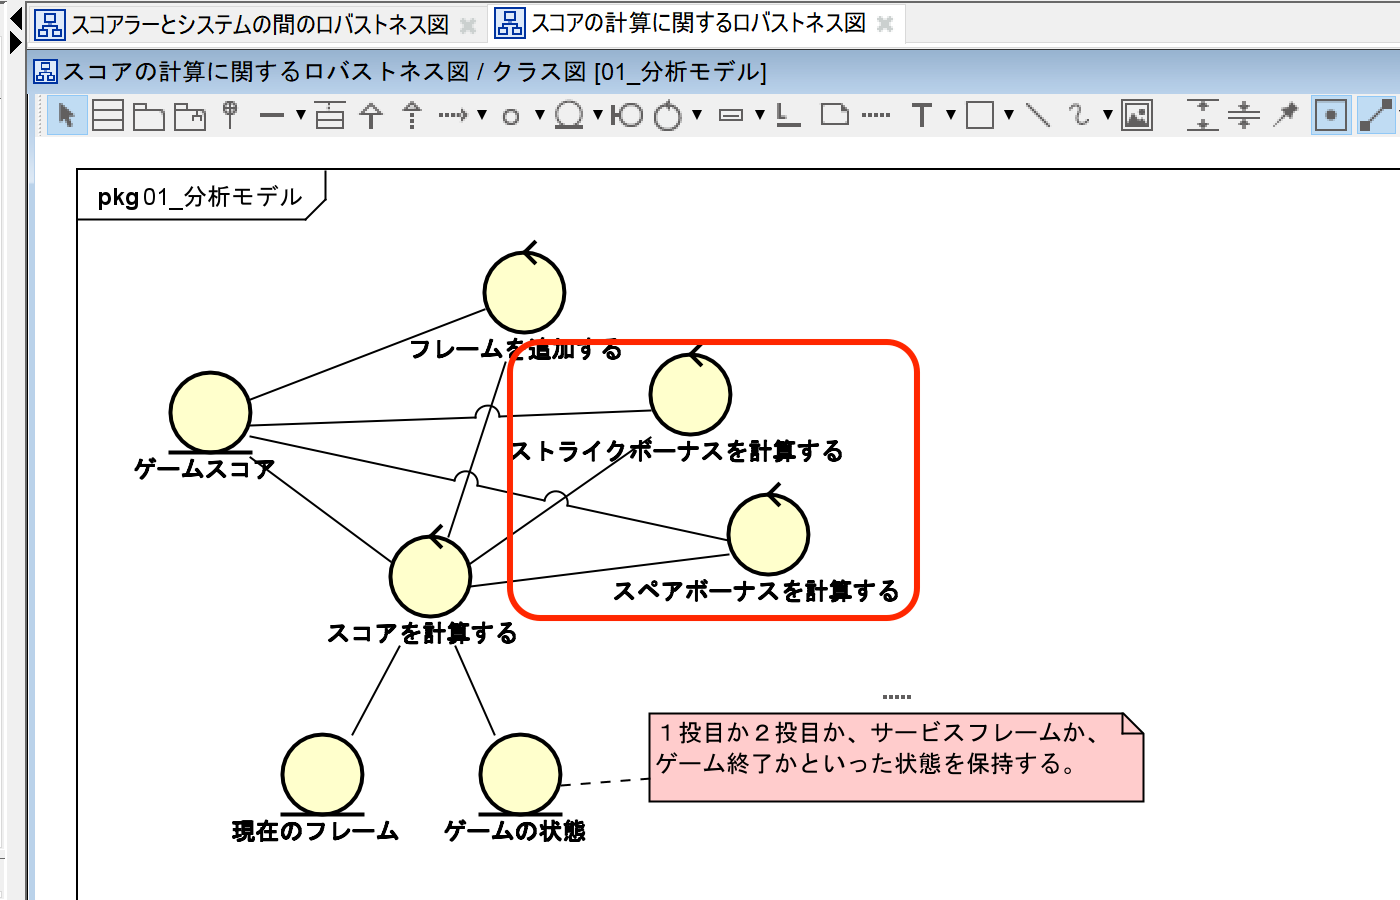 スコアラーとシステムの間のロバストネス図
スコアの計算に関するロバストネス図
スコアの計算に関するロバストネス図 / クラス図 [01_分析モデル]
pkg 01_分析モデル
フレームを追加する
ストライクボーナスを計算する
ゲームスコア
スペアボーナスを計算する
スコアを計算する
１投目か２投目か、サービスフレームか、
ゲーム終了かといった状態を保持する。
現在のフレーム
ゲームの状態